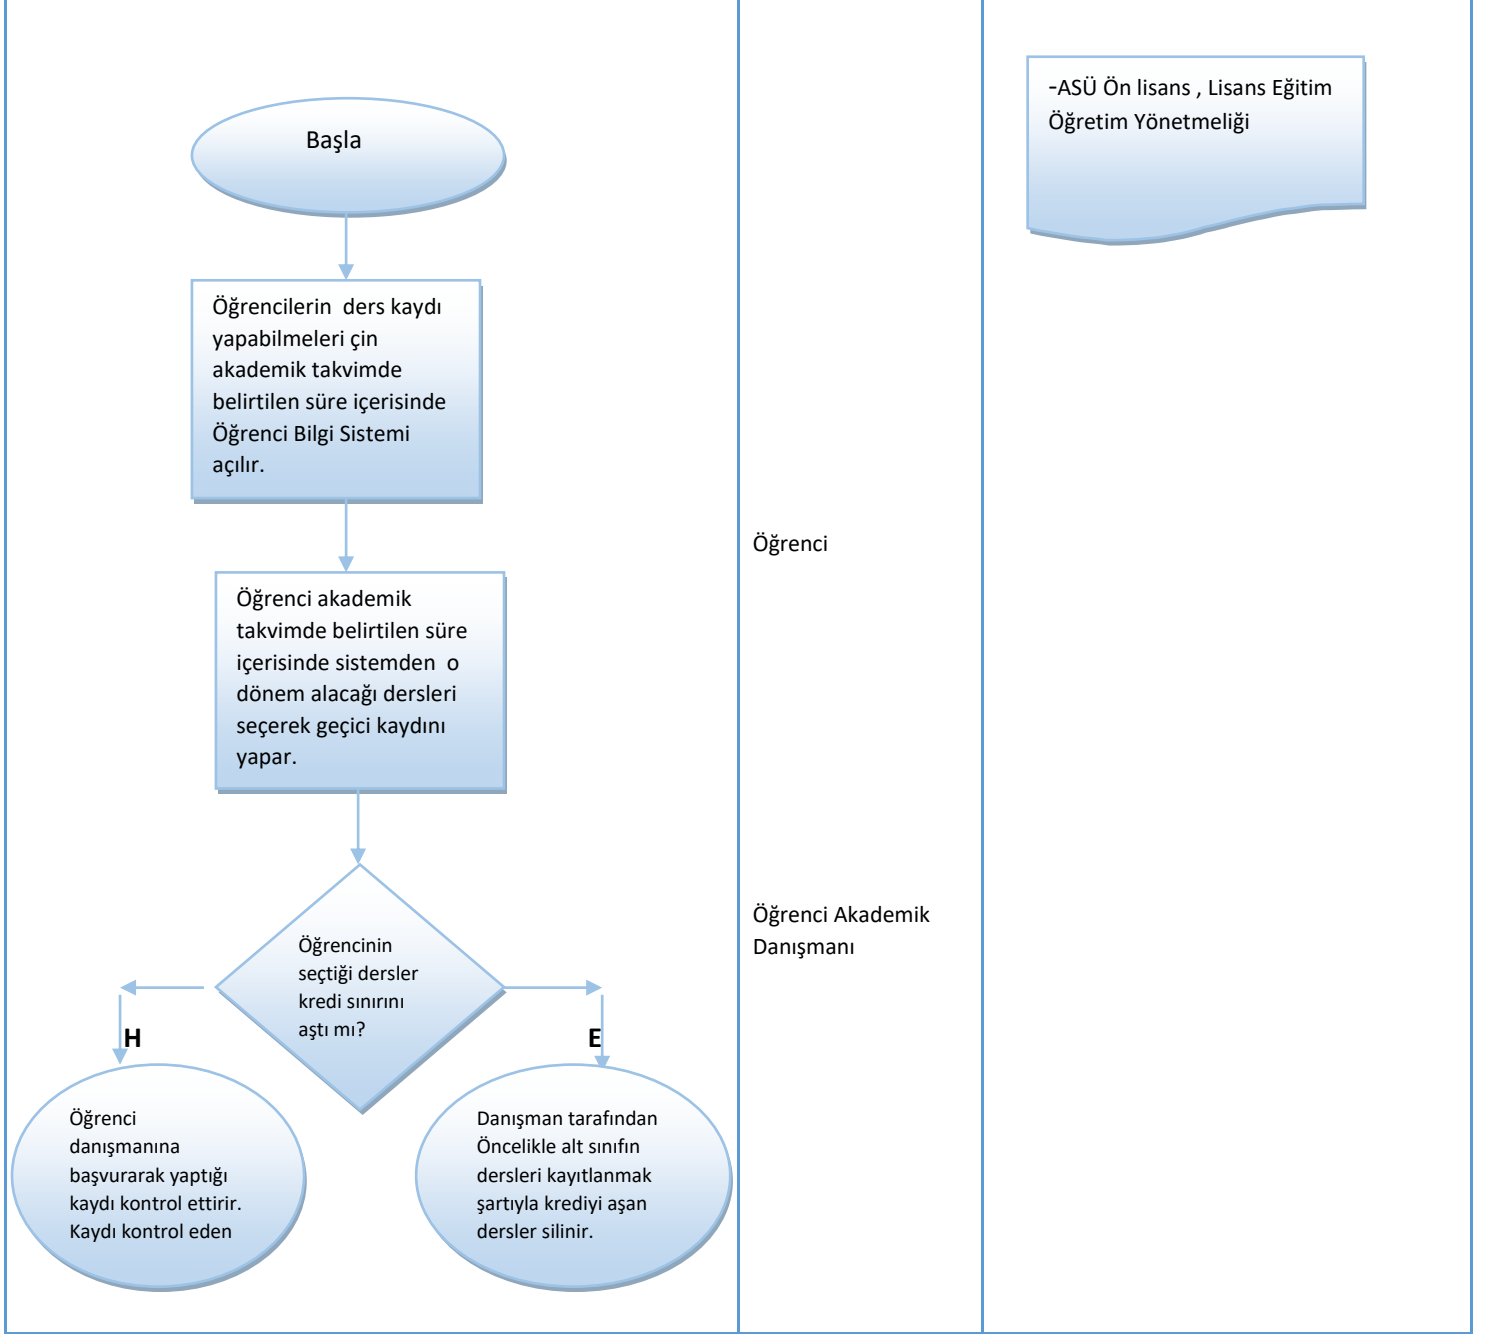 Başla
Öğrencilerin  ders kaydı
yapabilmeleri çin
akademik takvimde
belirtilen süre içerisinde
Öğrenci Bilgi Sistemi
açılır.
Öğrenci akademik
takvimde belirtilen süre
içerisinde sistemden  o
dönem alacağı dersleri
seçerek geçici kaydını
yapar.
Öğrencinin
seçtiği dersler
kredi sınırını
aştı mı?
H
E
Öğrenci
danışmanına
başvurarak yaptığı
kaydı kontrol ettirir.
Kaydı kontrol eden
Danışman tarafından
Öncelikle alt sınıfın
dersleri kayıtlanmak
şartıyla krediyi aşan
dersler silinir.
Öğrenci
Öğrenci Akademik
Danışmanı
-ASÜ Ön lisans , Lisans Eğitim
Öğretim Yönetmeliği